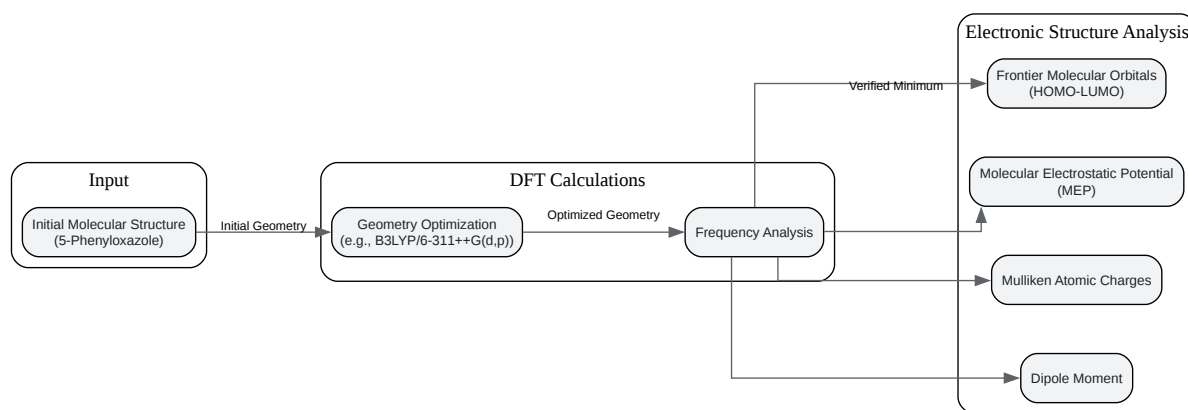 Input
Initial Molecular Structure
(5-Phenyloxazole)
Initial Geometry
DFT Calculations
Geometry Optimization
(e.g., B3LYP/6-311++G(d,p))
Optimized Geometry
Frequency Analysis
Verified Minimum
Electronic Structure Analysis
Frontier Molecular Orbitals
(HOMO-LUMO)
Molecular Electrostatic Potential
(MEP)
Mulliken Atomic Charges
Dipole Moment